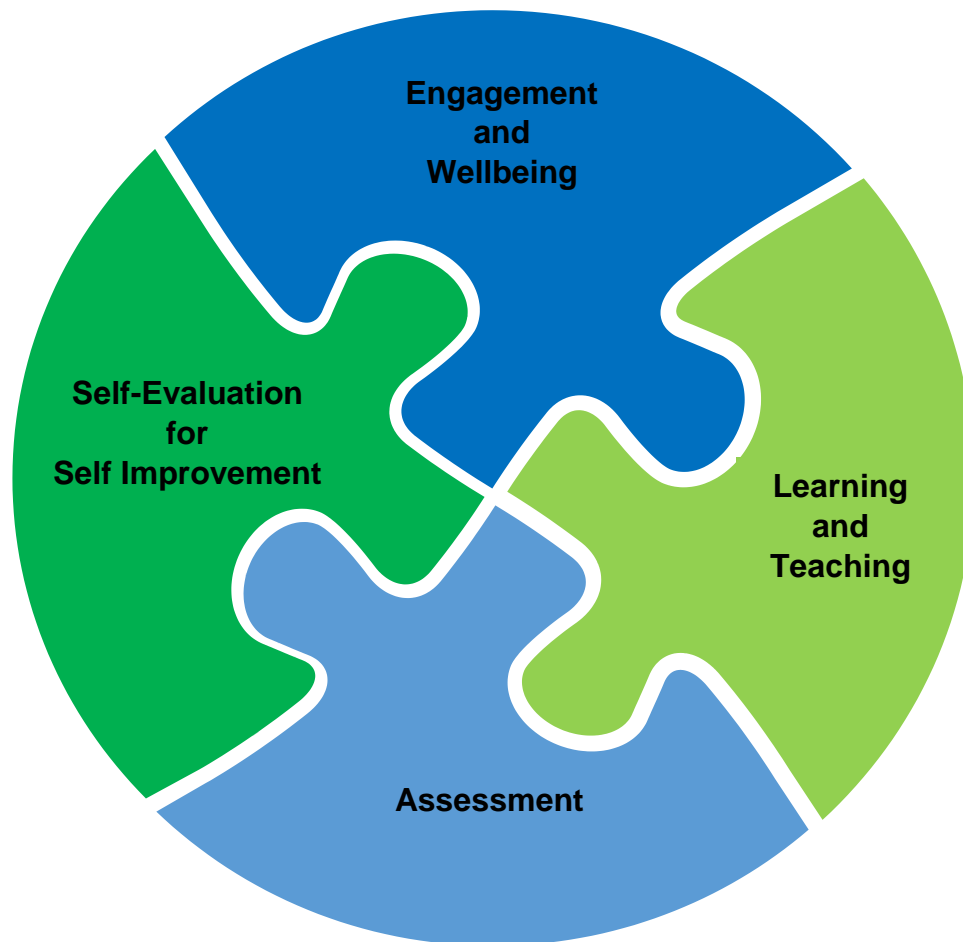 Engagement
and
Wellbeing
Self-Evaluation
for
Self Improvement
Learning
and
Teaching
Assessment